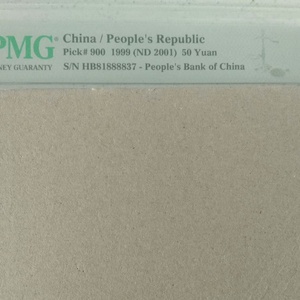 PMG
NEY GUARANTY
China / People's Republic
Pick# 900 1999 (ND 2001) 50 Yuan
S/N HB81888837 - People's Bank of China